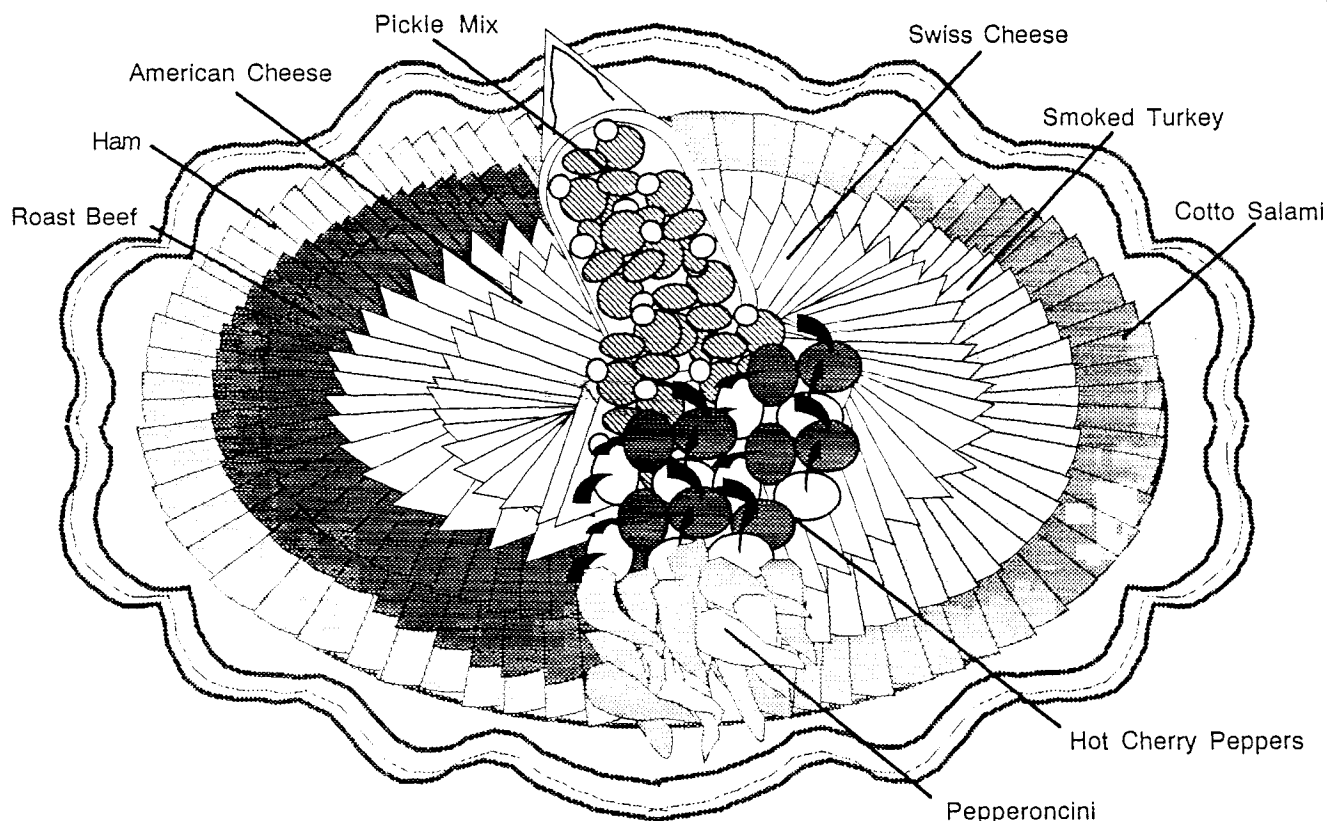 Pickle Mix
Swiss Cheese
American Cheese
Smoked Turkey
Ham
Roast Beef
Cotto Salami
Hot Cherry Peppers
Pepperoncini